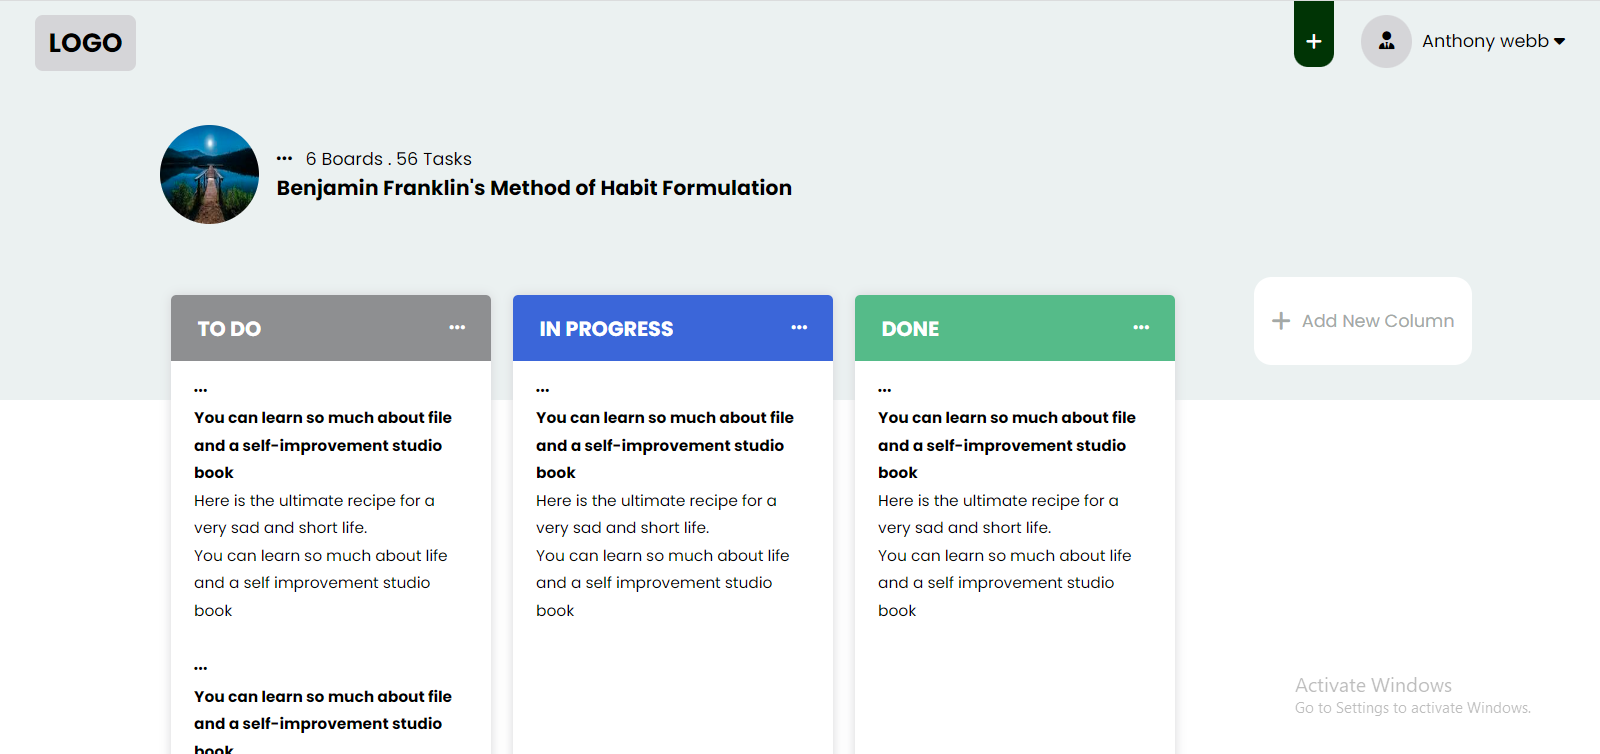 LOGO
+
Anthony webb
... 6 Boards . 56 Tasks
Benjamin Franklin's Method of Habit Formulation
TO DO ...
IN PROGRESS ...
DONE ...
+ Add New Column
...
You can learn so much about file
and a self-improvement studio
book
Here is the ultimate recipe for a
very sad and short life.
You can learn so much about life
and a self improvement studio
book
...
You can learn so much about file
and a self-improvement studio
book
...
You can learn so much about file
and a self-improvement studio
book
Here is the ultimate recipe for a
very sad and short life.
You can learn so much about life
and a self improvement studio
book
...
You can learn so much about file
and a self-improvement studio
book
Here is the ultimate recipe for a
very sad and short life.
You can learn so much about life
and a self improvement studio
book
Activate Windows
Go to Settings to activate Windows.